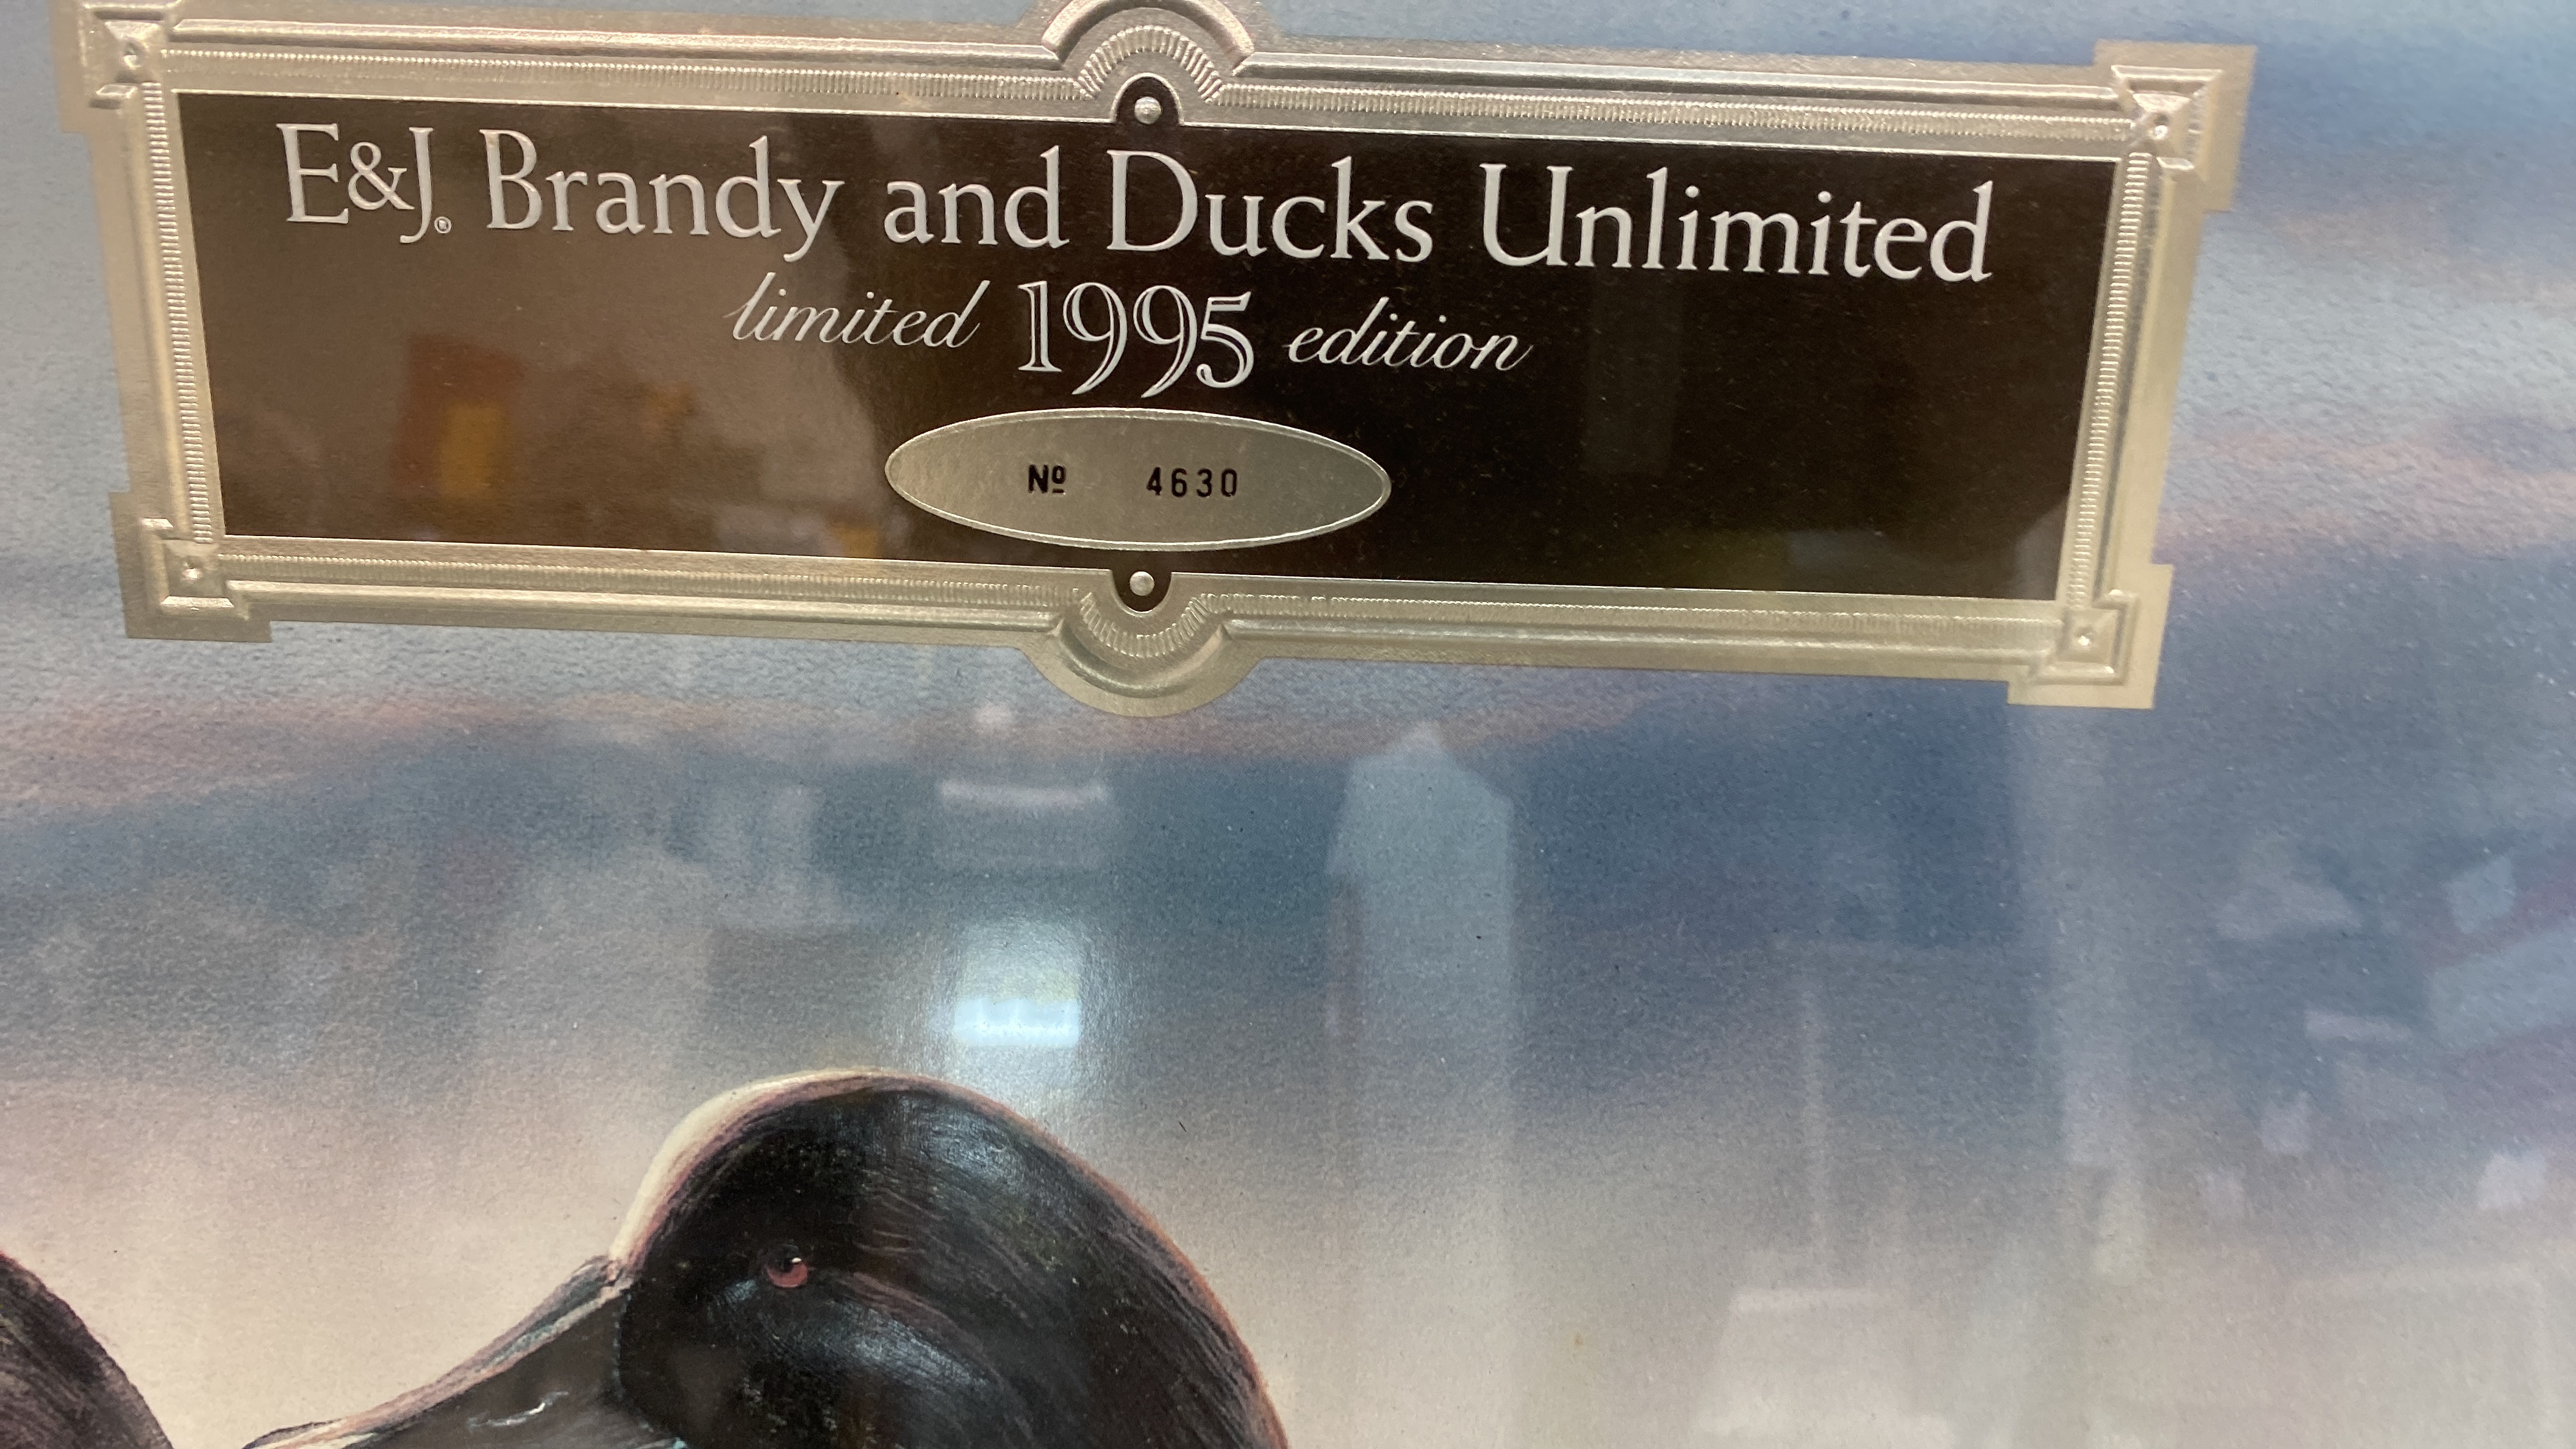 E&J® Brandy and Ducks Unlimited
limited 1995 edition
Nº 4630